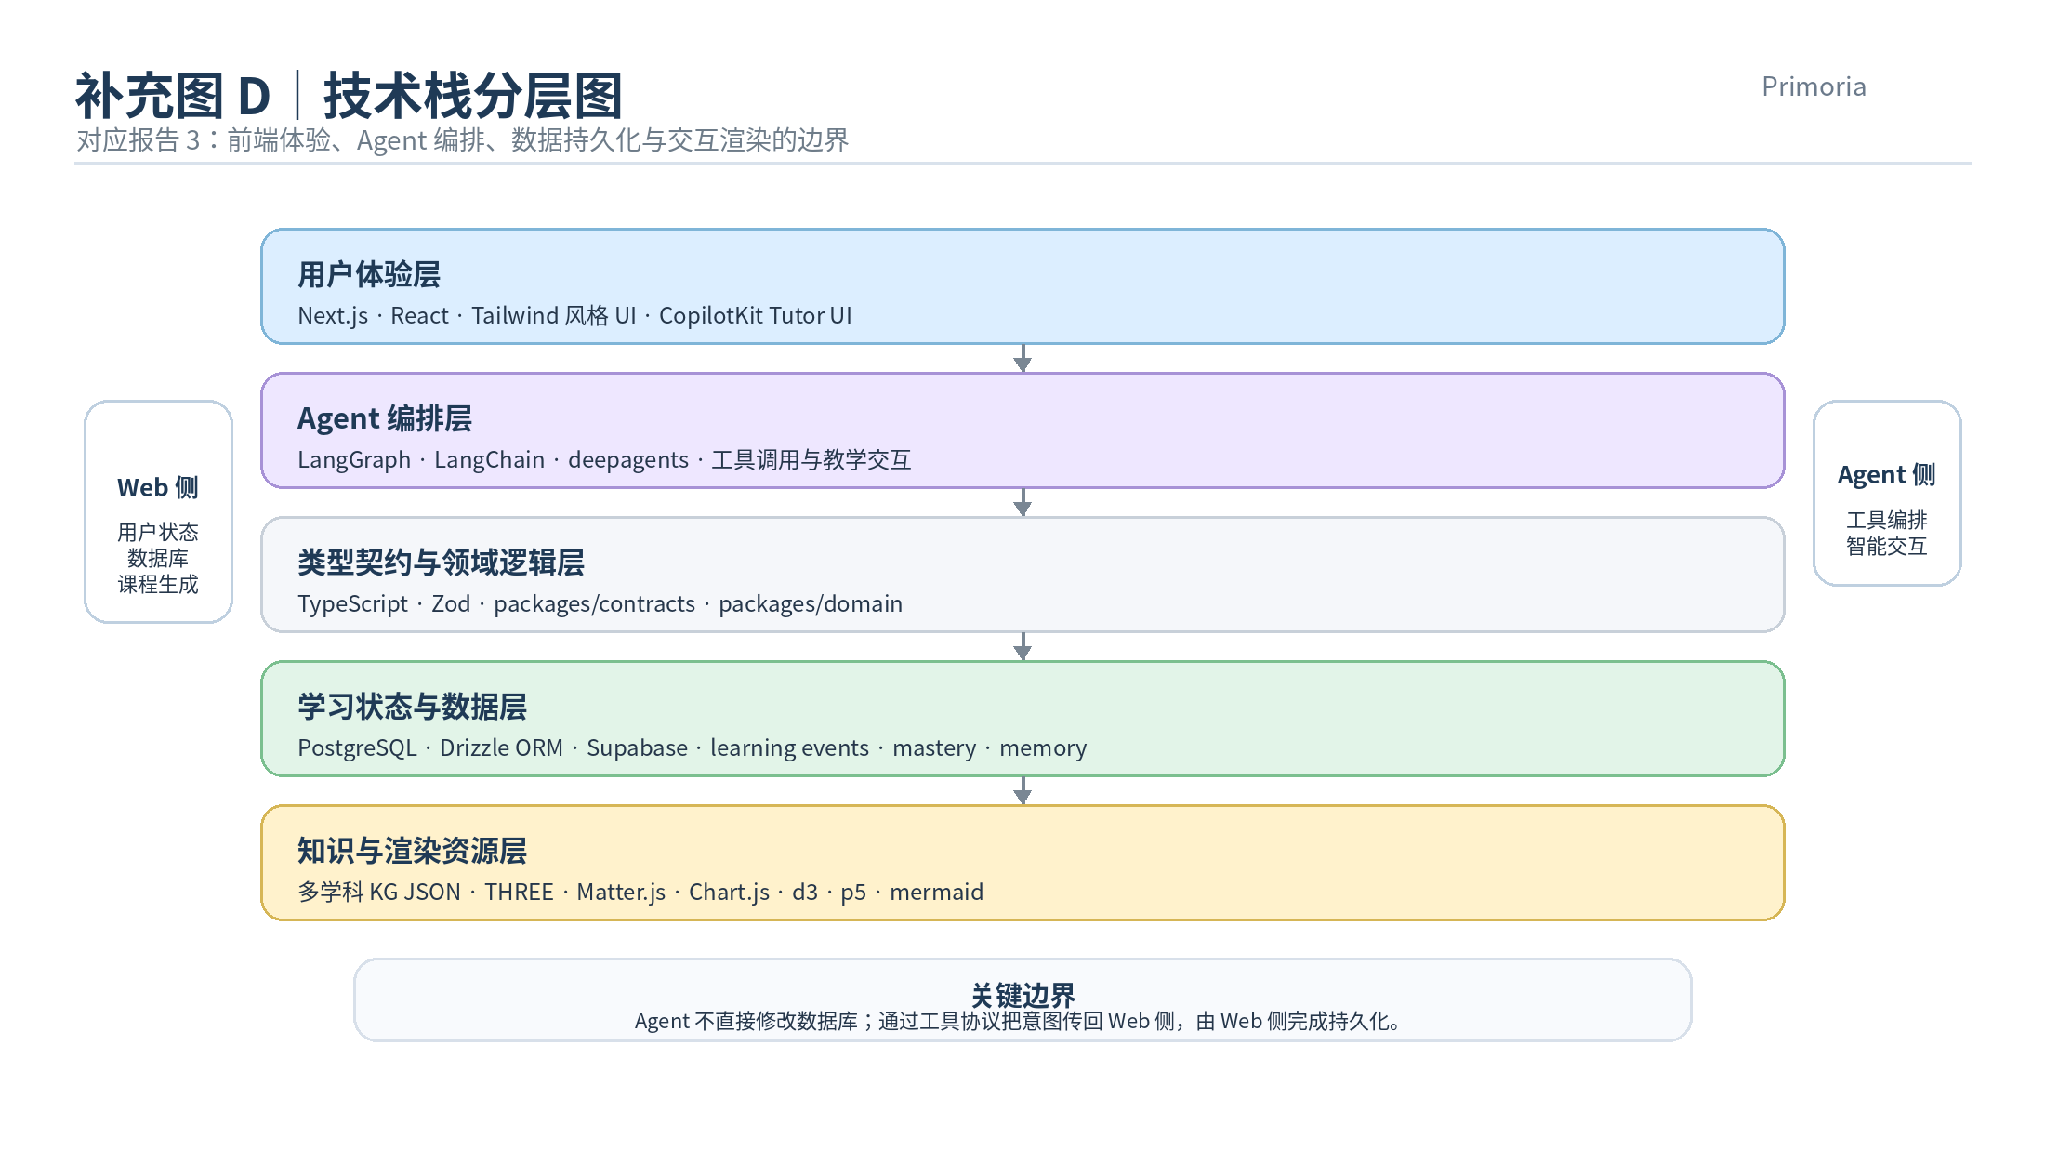 补充图 D｜技术栈分层图
Primoria
对应报告 3：前端体验、Agent 编排、数据持久化与交互渲染的边界
用户体验层
Next.js · React · Tailwind 风格 UI · CopilotKit Tutor UI
Agent 编排层
LangGraph · LangChain · deepagents · 工具调用与教学交互
Web 侧
用户状态
数据库
课程生成
Agent 侧
工具编排
智能交互
类型契约与领域逻辑层
TypeScript · Zod · packages/contracts · packages/domain
学习状态与数据层
PostgreSQL · Drizzle ORM · Supabase · learning events · mastery · memory
知识与渲染资源层
多学科 KG JSON · THREE · Matter.js · Chart.js · d3 · p5 · mermaid
关键边界
Agent 不直接修改数据库；通过工具协议把意图传回 Web 侧，由 Web 侧完成持久化。